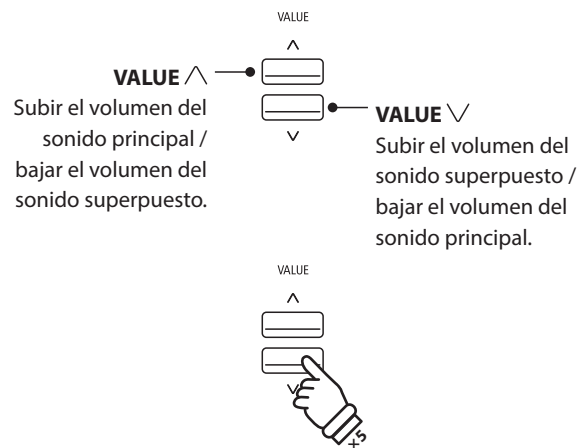 VALUE
VALUE ∧
Subir el volumen del
sonido principal /
bajar el volumen del
sonido superpuesto.
VALUE ∨
Subir el volumen del
sonido superpuesto /
bajar el volumen del
sonido principal.
VALUE
×5